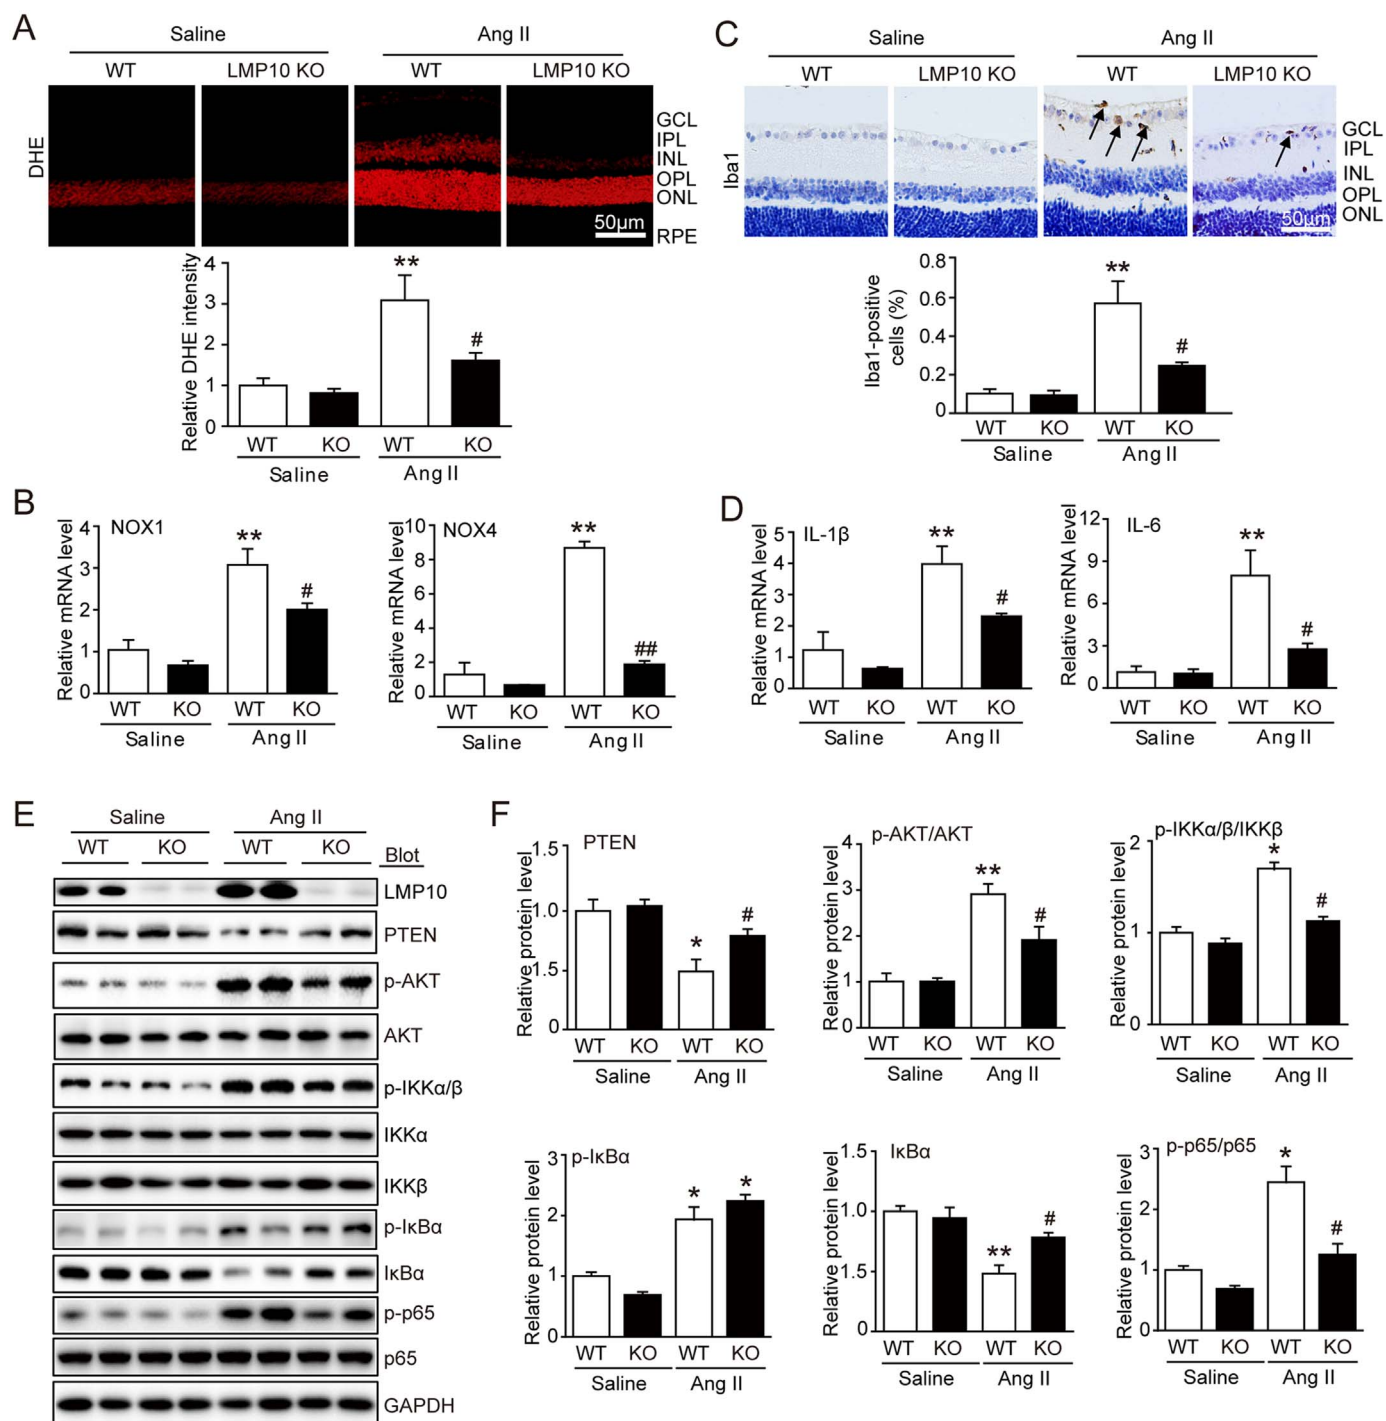 A
Saline
Ang II
WT
LMP10 KO
WT
LMP10 KO
DHE
GCL
IPL
INL
OPL
ONL
RPE
50μm
Relative DHE intensity
4
3
2
1
0
**
#
WT
KO
WT
KO
Saline
Ang II
C
Saline
Ang II
WT
LMP10 KO
WT
LMP10 KO
Iba1
GCL
IPL
INL
OPL
ONL
50μm
Iba1-positive
cells (%)
0.8
0.6
0.4
0.2
0
**
#
WT
KO
WT
KO
Saline
Ang II
B
NOX1
Relative mRNA level
4
3
2
1
0
**
#
WT
KO
WT
KO
Saline
Ang II
NOX4
Relative mRNA level
10
8
6
4
2
0
**
##
WT
KO
WT
KO
Saline
Ang II
D
IL-1β
Relative mRNA level
5
4
3
2
1
0
**
#
WT
KO
WT
KO
Saline
Ang II
IL-6
Relative mRNA level
12
9
6
3
0
**
#
WT
KO
WT
KO
Saline
Ang II
E
Saline
Ang II
WT
KO
WT
KO
Blot
LMP10
PTEN
p-AKT
AKT
p-IKKα/β
IKKα
IKKβ
p-IκBα
IκBα
p-p65
p65
GAPDH
F
PTEN
Relative protein level
1.5
1.0
1.5
0
*
#
WT
KO
WT
KO
Saline
Ang II
p-AKT/AKT
Relative protein level
4
3
2
1
0
**
#
WT
KO
WT
KO
Saline
Ang II
p-IKKα/β/IKKβ
Relative protein level
2
1
0
*
#
WT
KO
WT
KO
Saline
Ang II
p-IκBα
Relative protein level
3
2
1
0
*
*
WT
KO
WT
KO
Saline
Ang II
IκBα
Relative protein level
1.5
1.0
1.5
0
**
#
WT
KO
WT
KO
Saline
Ang II
p-p65/p65
Relative protein level
3
2
1
0
*
#
WT
KO
WT
KO
Saline
Ang II